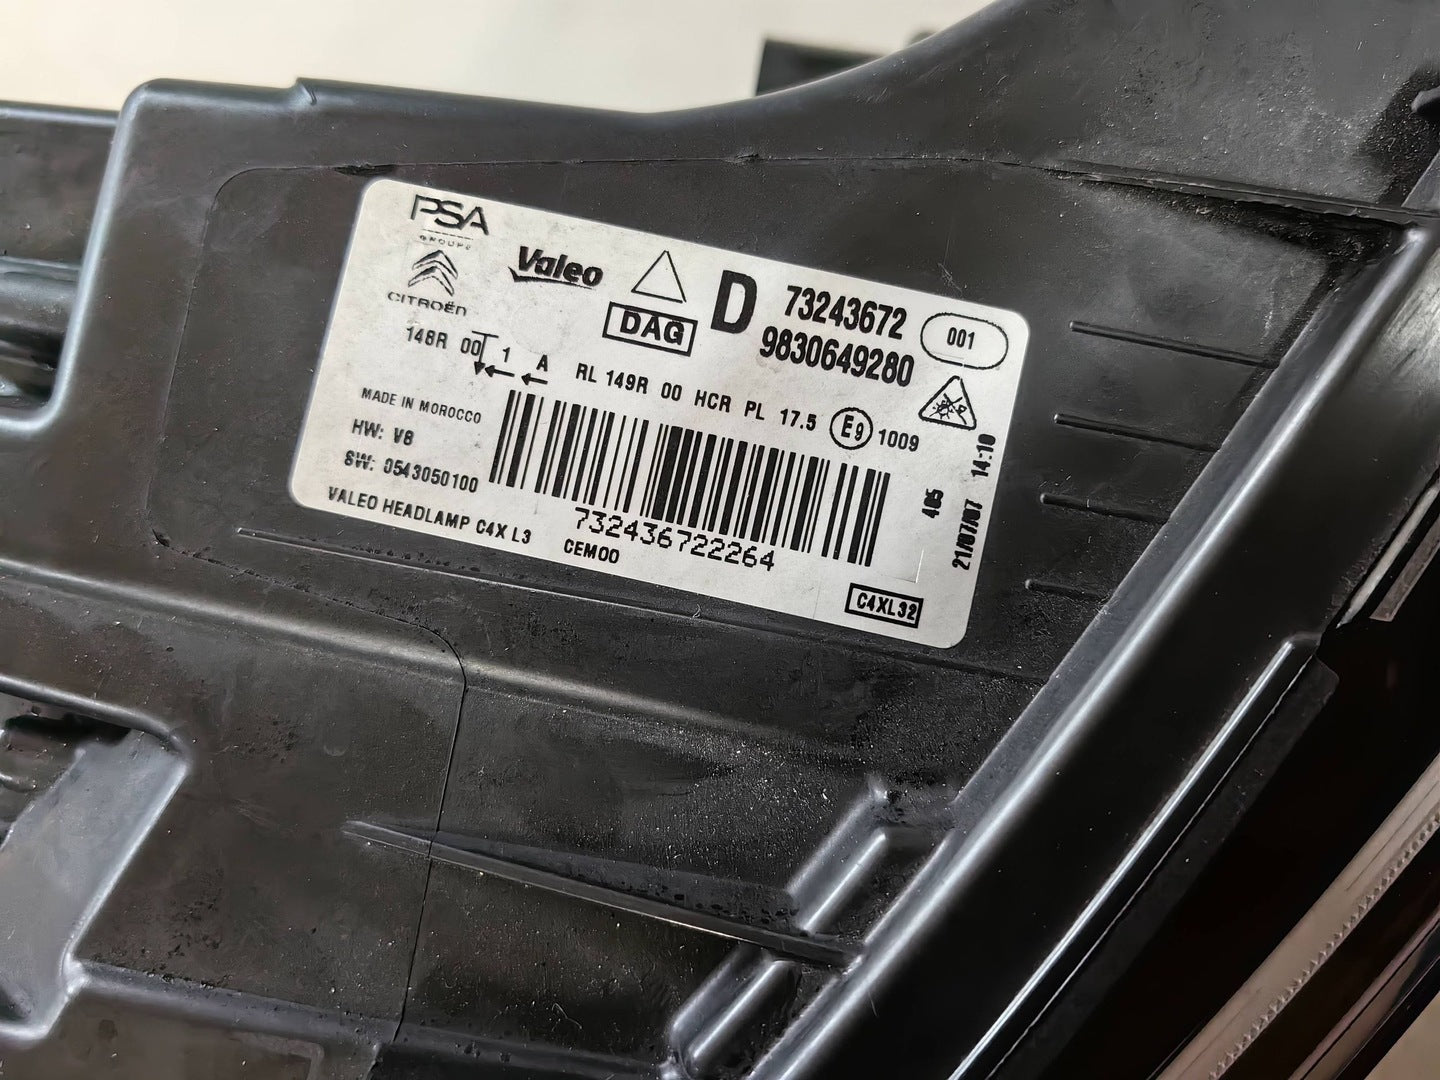 PSA
GROUPE
CITROËN
Valeo
DAG
D
73243672
9830649280
001
148R 00 1 A
RL 149R 00 HCR PL 17.5 E9 1009
MADE IN MOROCCO
HW: V8
SW: 0543050100
VALEO HEADLAMP C4X L3
732436722264
CEM00
C4XL32
405
21/07/07 14:10